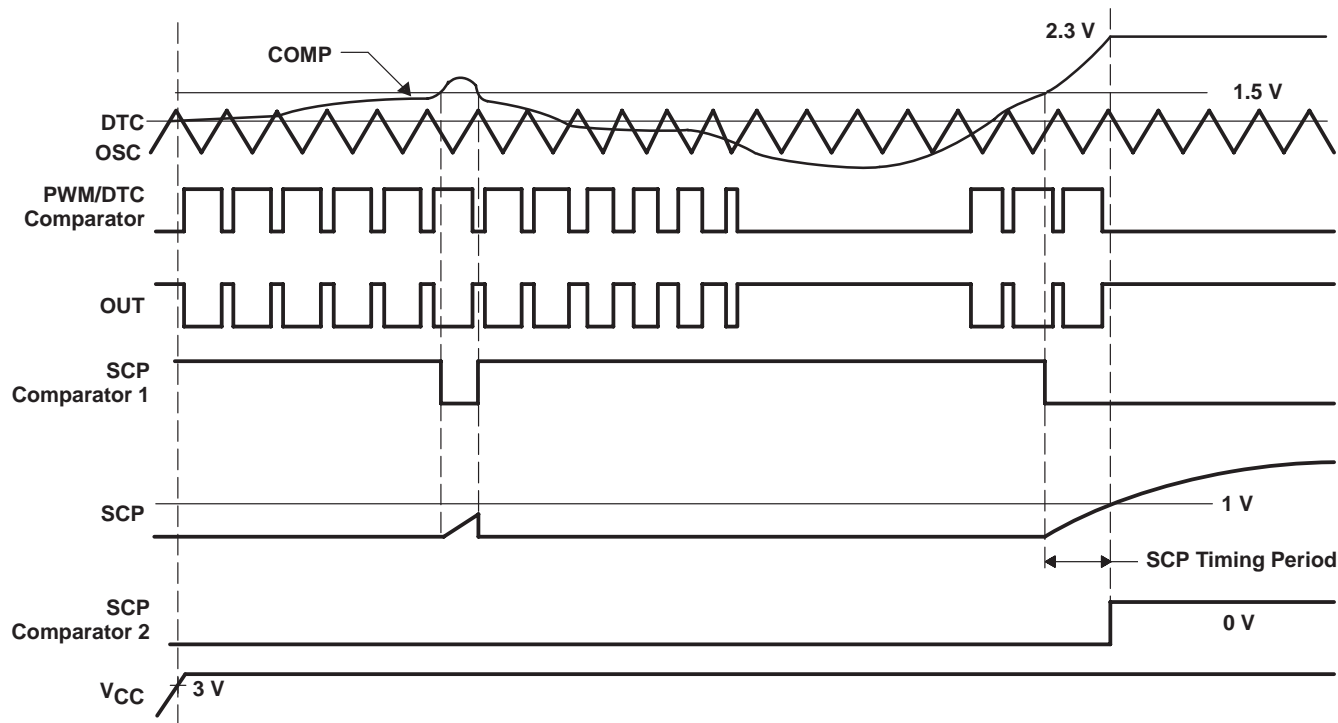 COMP
2.3 V
1.5 V
DTC
OSC
PWM/DTC
Comparator
OUT
SCP
Comparator 1
SCP
1 V
SCP Timing Period
SCP
Comparator 2
0 V
VCC
3 V